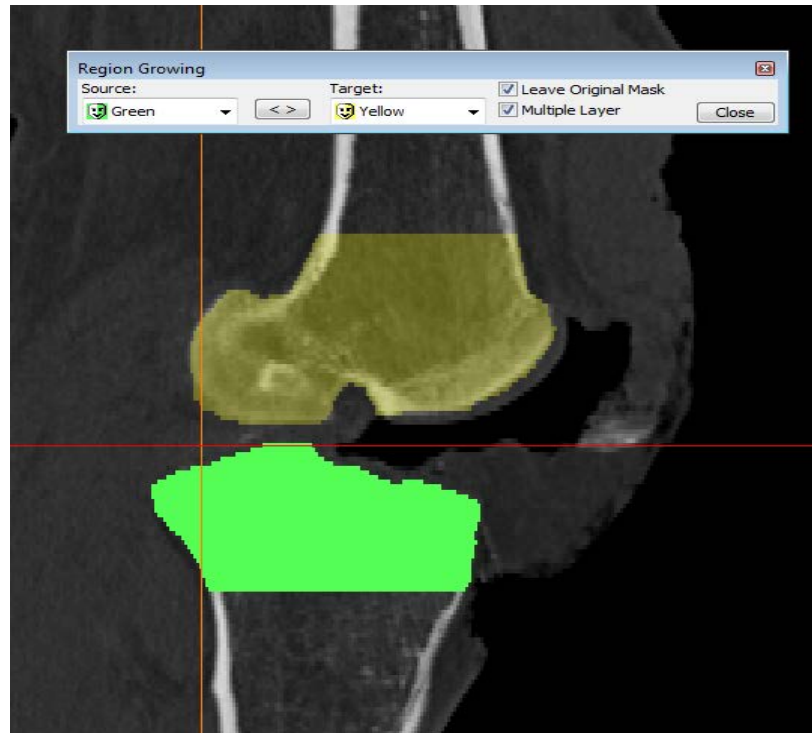 Region Growing
Source:
Green
< >
Target:
Yellow
Leave Original Mask
Multiple Layer
Close